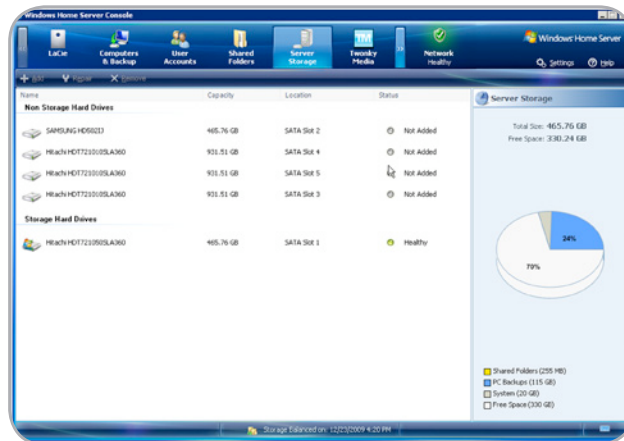 Windows Home Server Console
LaCie
Computers & Backup
User Accounts
Shared Folders
Server Storage
Twonky Media
Network
Healthy
Windows Home Server
Settings Help
Add Repair Remove
Name Capacity Location Status
Non Storage Hard Drives
SAMSUNG HD502IJ 465.76 GB SATA Slot 2 Not Added
Hitachi HDT721010SLA360 931.51 GB SATA Slot 4 Not Added
Hitachi HDT721010SLA360 931.51 GB SATA Slot 5 Not Added
Hitachi HDT721010SLA360 931.51 GB SATA Slot 3 Not Added
Storage Hard Drives
Hitachi HDT721050SLA360 465.76 GB SATA Slot 1 Healthy
Server Storage
Total Size: 465.76 GB
Free Space: 330.24 GB
24%
70%
Shared Folders (255 MB)
PC Backups (115 GB)
System (20 GB)
Free Space (330 GB)
Storage Balanced on: 12/23/2009 4:20 PM